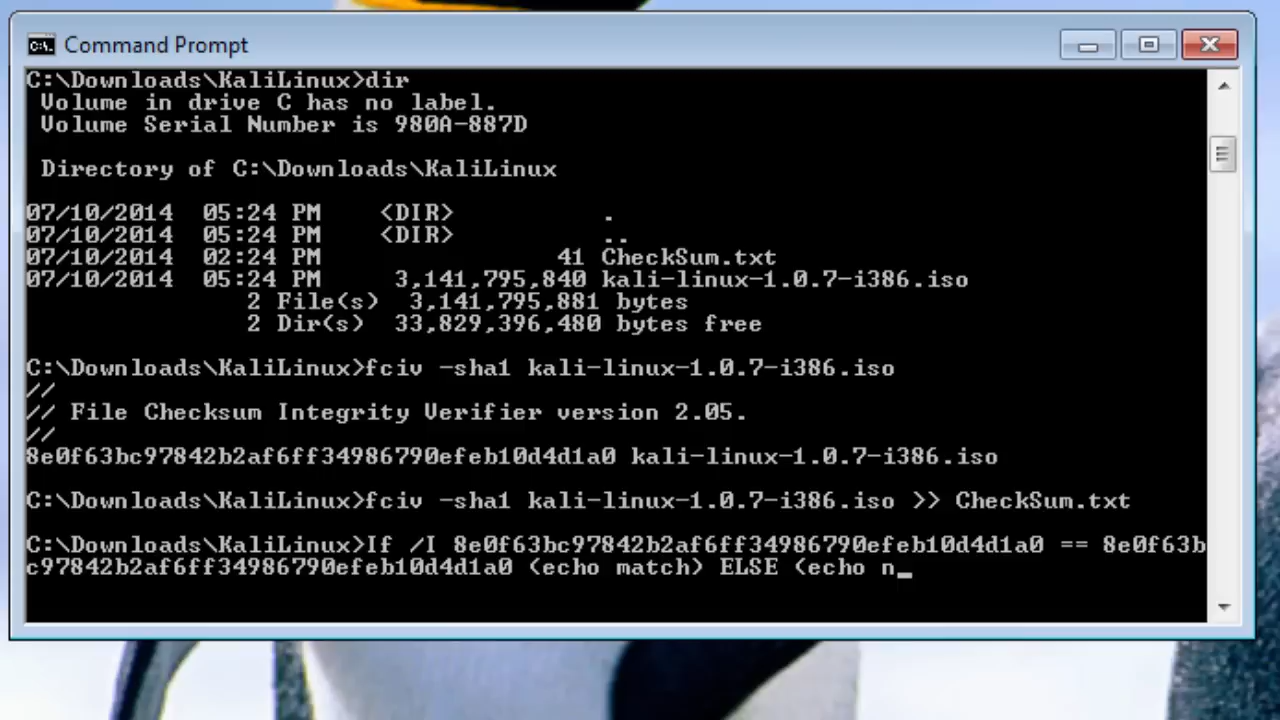 Command Prompt
C:\Downloads\KaliLinux>dir
 Volume in drive C has no label.
 Volume Serial Number is 980A-887D
 Directory of C:\Downloads\KaliLinux
07/10/2014  05:24 PM    <DIR>          .
07/10/2014  05:24 PM    <DIR>          ..
07/10/2014  02:24 PM                41 CheckSum.txt
07/10/2014  05:24 PM     3,141,795,840 kali-linux-1.0.7-i386.iso
               2 File(s)  3,141,795,881 bytes
               2 Dir(s)  33,829,396,480 bytes free
C:\Downloads\KaliLinux>fciv -sha1 kali-linux-1.0.7-i386.iso
//
// File Checksum Integrity Verifier version 2.05.
//
8e0f63bc97842b2af6ff34986790efeb10d4d1a0 kali-linux-1.0.7-i386.iso
C:\Downloads\KaliLinux>fciv -sha1 kali-linux-1.0.7-i386.iso >> CheckSum.txt
C:\Downloads\KaliLinux>If /I 8e0f63bc97842b2af6ff34986790efeb10d4d1a0 == 8e0f63b
c97842b2af6ff34986790efeb10d4d1a0 (echo match) ELSE (echo n_